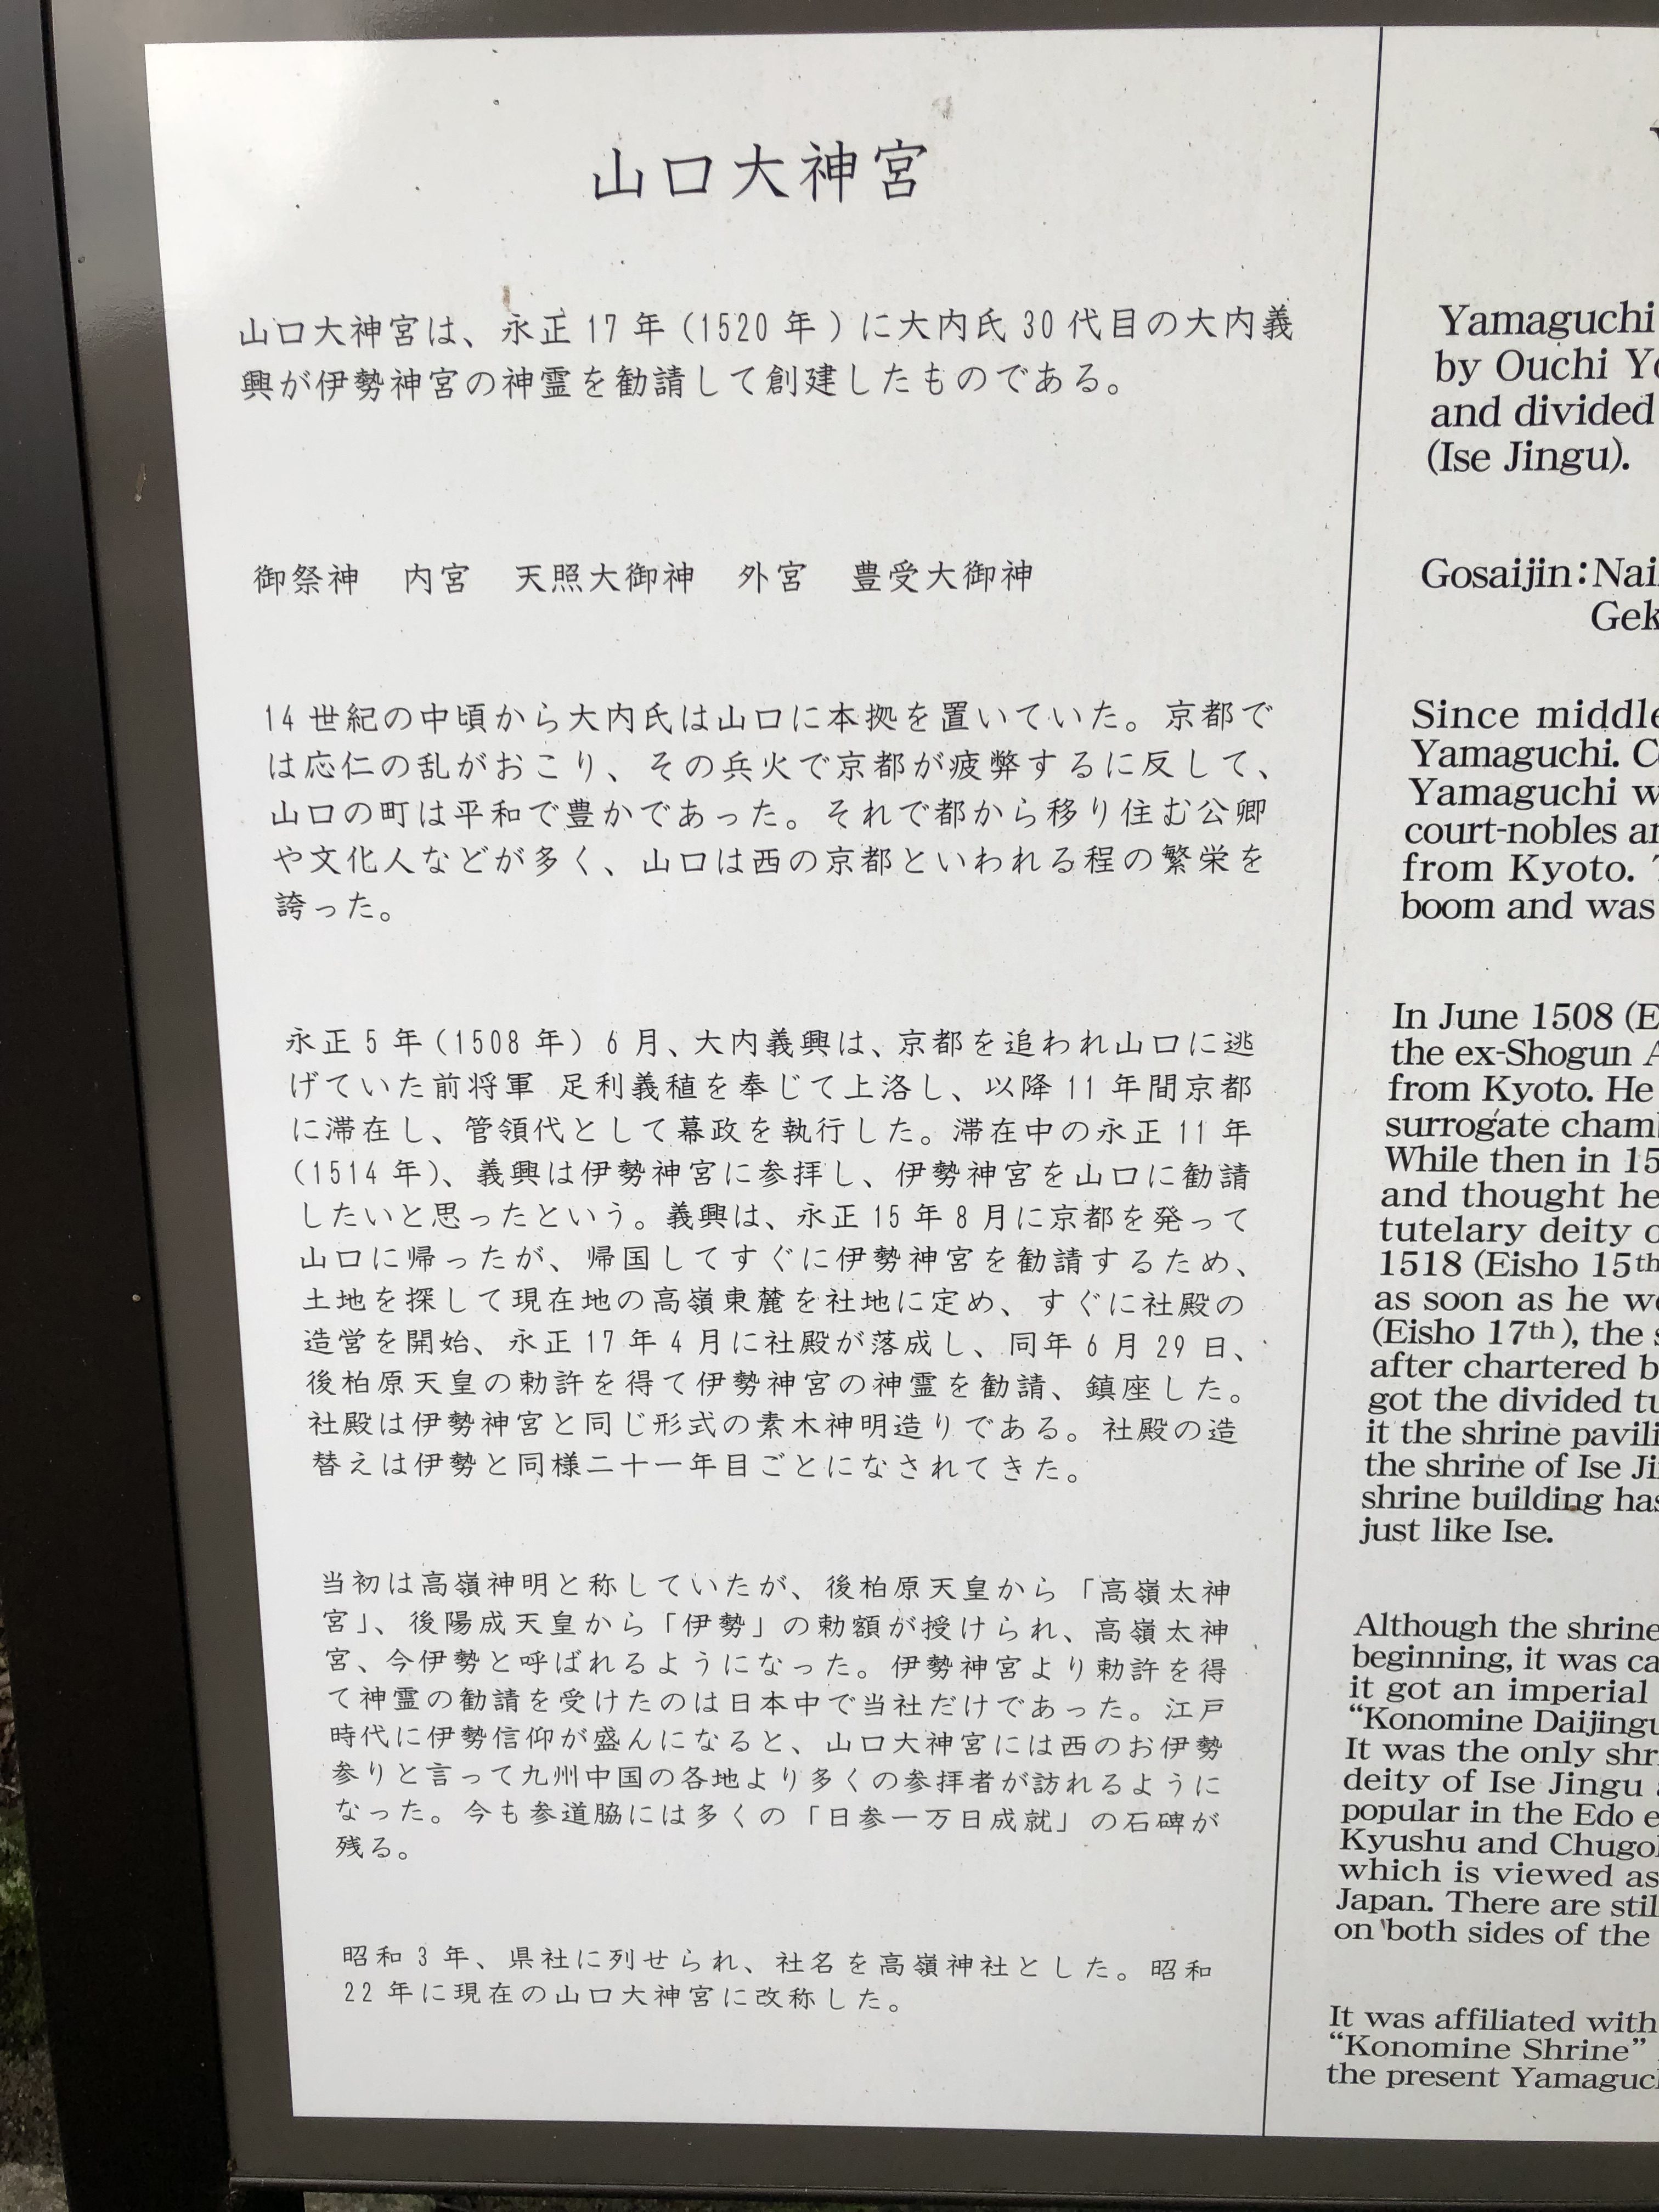 山口大神宮
山口大神宮は、永正17年(1520年)に大内氏30代目の大内義
興が伊勢神宮の神霊を勧請して創建したものである。
御祭神　内宮　天照大御神　外宮　豊受大御神
14世紀の中頃から大内氏は山口に本拠を置いていた。京都で
は応仁の乱がおこり、その兵火で京都が疲弊するに反して、
山口の町は平和で豊かであった。それで都から移り住む公卿
や文化人などが多く、山口は西の京都といわれる程の繁栄を
誇った。
永正5年(1508年) 6月、大内義興は、京都を追われ山口に逃
げていた前将軍 足利義稙を奉じて上洛し、以降11年間京都
に滞在し、管領代として幕政を執行した。滞在中の永正11年
(1514年)、義興は伊勢神宮に参拝し、伊勢神宮を山口に勧請
したいと思ったという。義興は、永正15年8月に京都を発って
山口に帰ったが、帰国してすぐに伊勢神宮を勧請するため、
土地を探して現在地の高嶺東麓を社地に定め、すぐに社殿の
造営を開始、永正17年4月に社殿が落成し、同年6月29日、
後柏原天皇の勅許を得て伊勢神宮の神霊を勧請、鎮座した。
社殿は伊勢神宮と同じ形式の素木神明造りである。社殿の造
替えは伊勢と同様二十一年目ごとになされてきた。
当初は高嶺神明と称していたが、後柏原天皇から「高嶺太神
宮」、後陽成天皇から「伊勢」の勅額が授けられ、高嶺太神
宮、今伊勢と呼ばれるようになった。伊勢神宮より勅許を得
て神霊の勧請を受けたのは日本中で当社だけであった。江戸
時代に伊勢信仰が盛んになると、山口大神宮には西のお伊勢
参りと言って九州中国の各地より多くの参拝者が訪れるように
なった。今も参道脇には多くの「日参一万日成就」の石碑が
残る。
昭和3年、県社に列せられ、社名を高嶺神社とした。昭和
22年に現在の山口大神宮に改称した。
Yamaguchi
by Ouchi Yo
and divided
(Ise Jingu).
Gosaijin:Nai
Gek
Since middle
Yamaguchi. C
Yamaguchi w
court-nobles an
from Kyoto. T
boom and was
In June 1508 (E
the ex-Shogun A
from Kyoto. He
surrogate cham
While then in 15
and thought he
tutelary deity o
1518 (Eisho 15th
as soon as he we
(Eisho 17th), the s
after chartered b
got the divided tu
it the shrine pavili
the shrine of Ise Ji
shrine building has
just like Ise.
Although the shrine
beginning, it was ca
it got an imperial
“Konomine Daijingu
It was the only shr
deity of Ise Jingu a
popular in the Edo e
Kyushu and Chugok
which is viewed as
Japan. There are stil
on both sides of the
It was affiliated with
“Konomine Shrine”
the present Yamaguc